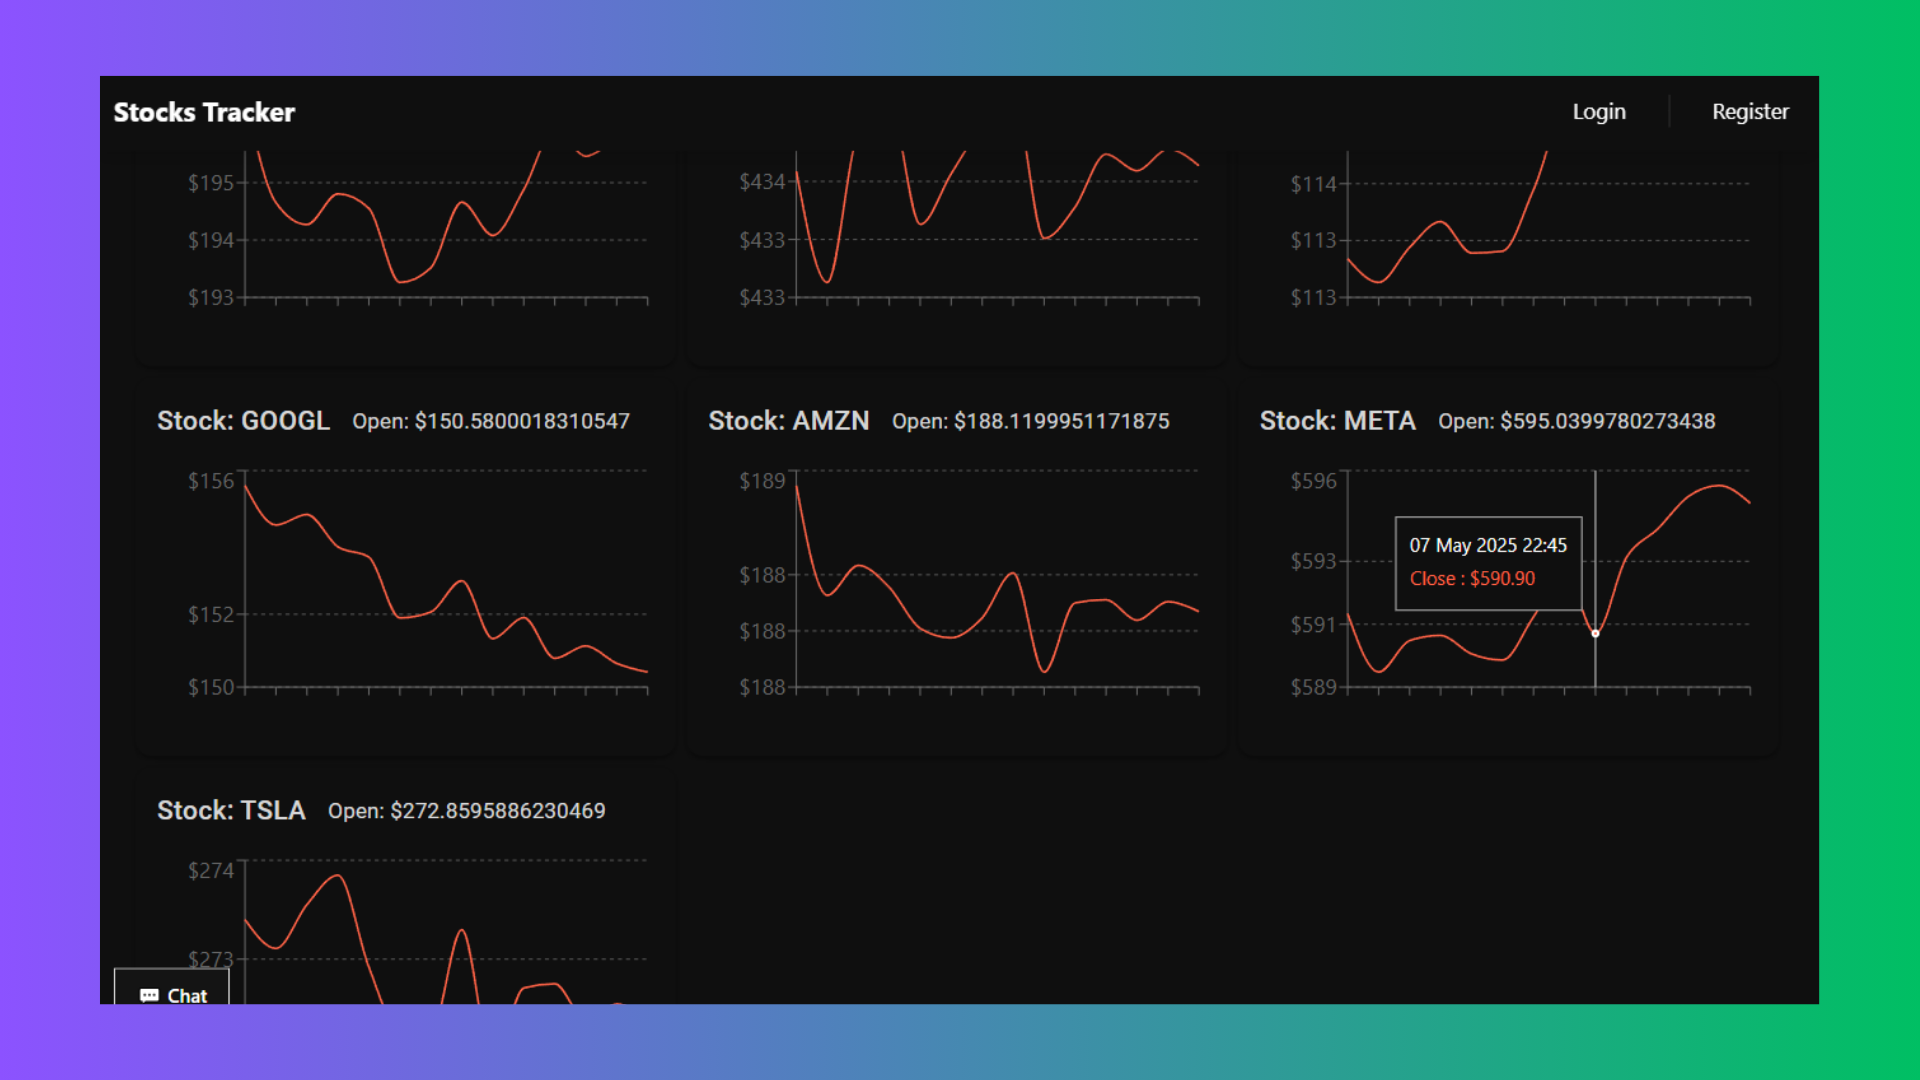 Stocks Tracker
Login
Register
$195
$194
$193
$434
$433
$433
$114
$113
$113
Stock: GOOGL Open: $150.5800018310547
$156
$152
$150
Stock: AMZN Open: $188.1199951171875
$189
$188
$188
$188
Stock: META Open: $595.0399780273438
$596
$593
$591
$589
07 May 2025 22:45
Close : $590.90
Stock: TSLA Open: $272.8595886230469
$274
$273
Chat